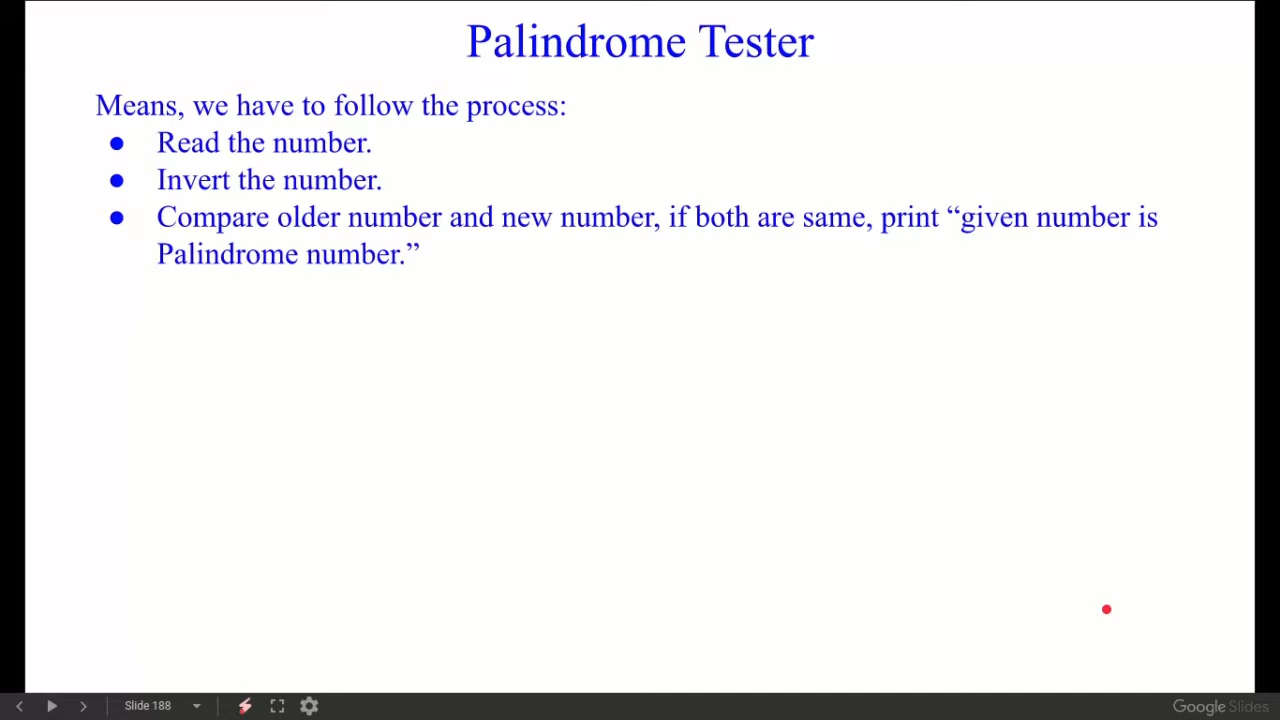 Palindrome Tester
Means, we have to follow the process:
● Read the number.
● Invert the number.
● Compare older number and new number, if both are same, print “given number is
Palindrome number.”
Slide 188
Google Slides